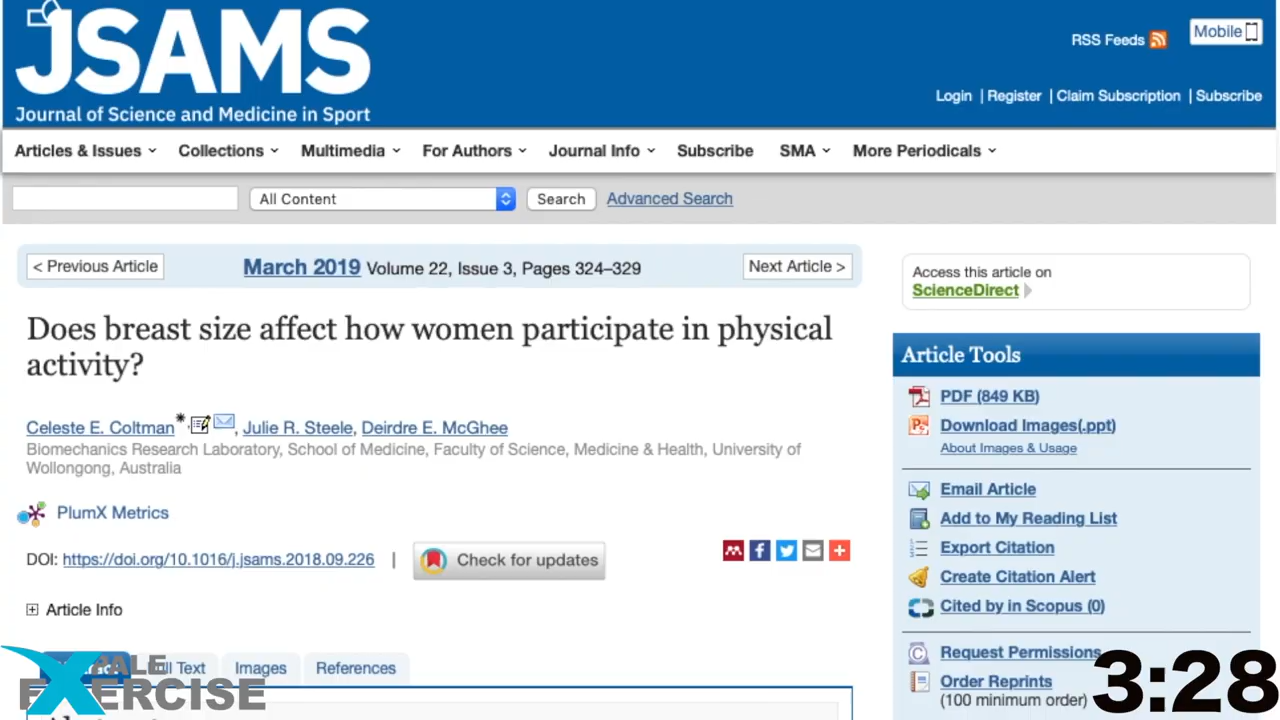 JSAMS
Journal of Science and Medicine in Sport
RSS Feeds
Mobile
Login | Register | Claim Subscription | Subscribe
Articles & Issues
Collections
Multimedia
For Authors
Journal Info
Subscribe
SMA
More Periodicals
All Content
Search
Advanced Search
< Previous Article
March 2019 Volume 22, Issue 3, Pages 324–329
Next Article >
Access this article on
ScienceDirect
Does breast size affect how women participate in physical
activity?
Celeste E. Coltman*, Julie R. Steele, Deirdre E. McGhee
Biomechanics Research Laboratory, School of Medicine, Faculty of Science, Medicine & Health, University of
Wollongong, Australia
PlumX Metrics
DOI: https://doi.org/10.1016/j.jsams.2018.09.226 |
Check for updates
Article Info
Text
Images
References
EXERCISE
Article Tools
PDF (849 KB)
Download Images(.ppt)
About Images & Usage
Email Article
Add to My Reading List
Export Citation
Create Citation Alert
Cited by in Scopus (0)
Request Permissions
Order Reprints
(100 minimum order)
3:28